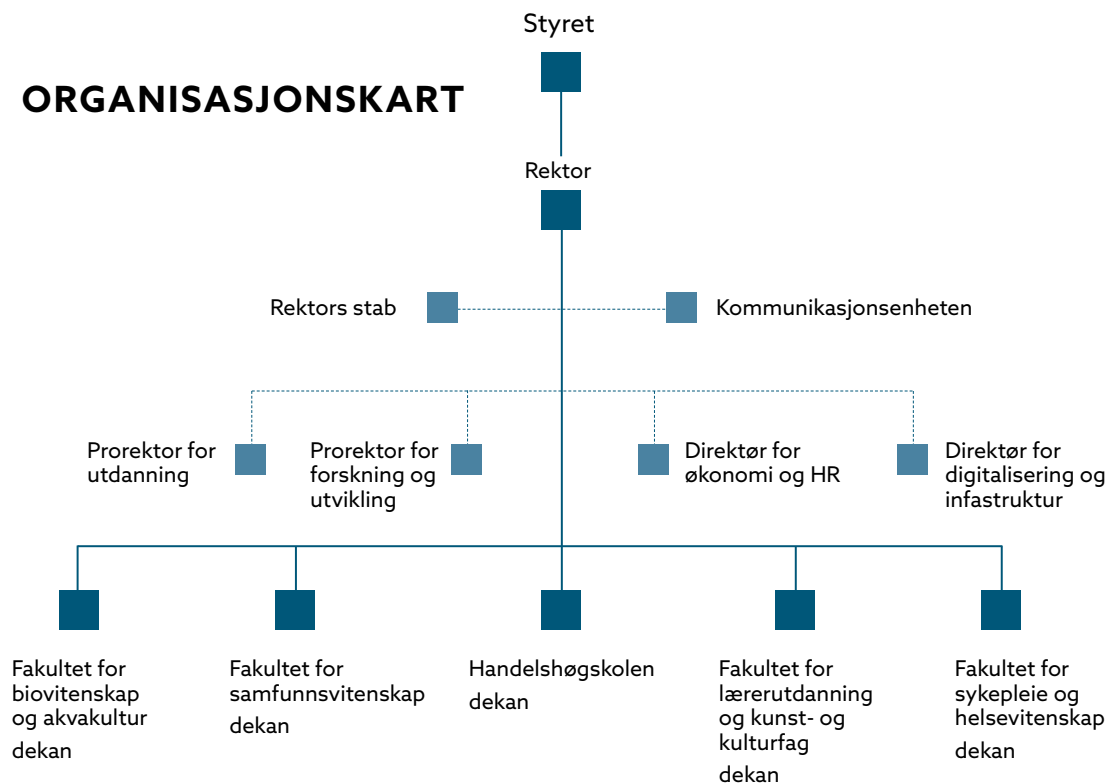 Styret
ORGANISASJONSKART
Rektor
Rektors stab
Kommunikasjonsenheten
Prorektor for
utdanning
Prorektor for
forskning og
utvikling
Direktør for
økonomi og HR
Direktør for
digitalisering og
infastruktur
Fakultet for
biovitenskap
og akvakultur
dekan
Fakultet for
samfunnsvitenskap
dekan
Handelshøgskolen
dekan
Fakultet for
lærerutdanning
og kunst- og
kulturfag
dekan
Fakultet for
sykepleie og
helsevitenskap
dekan